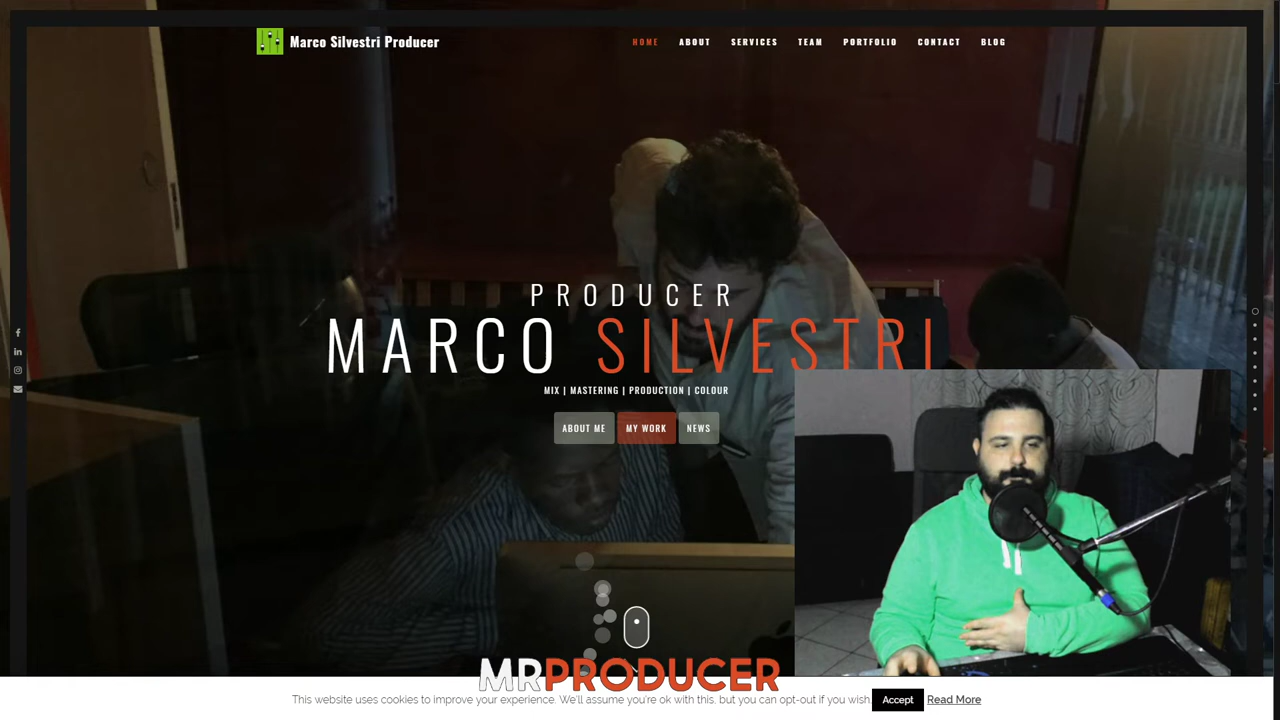 Marco Silvestri Producer
HOME ABOUT SERVICES TEAM PORTFOLIO CONTACT BLOG
PRODUCER
MARCO SILVESTRI
MIX | MASTERING | PRODUCTION | COLOUR
ABOUT ME MY WORK NEWS
MRPRODUCER
This website uses cookies to improve your experience. We'll assume you're ok with this, but you can opt-out if you wish. Accept Read More